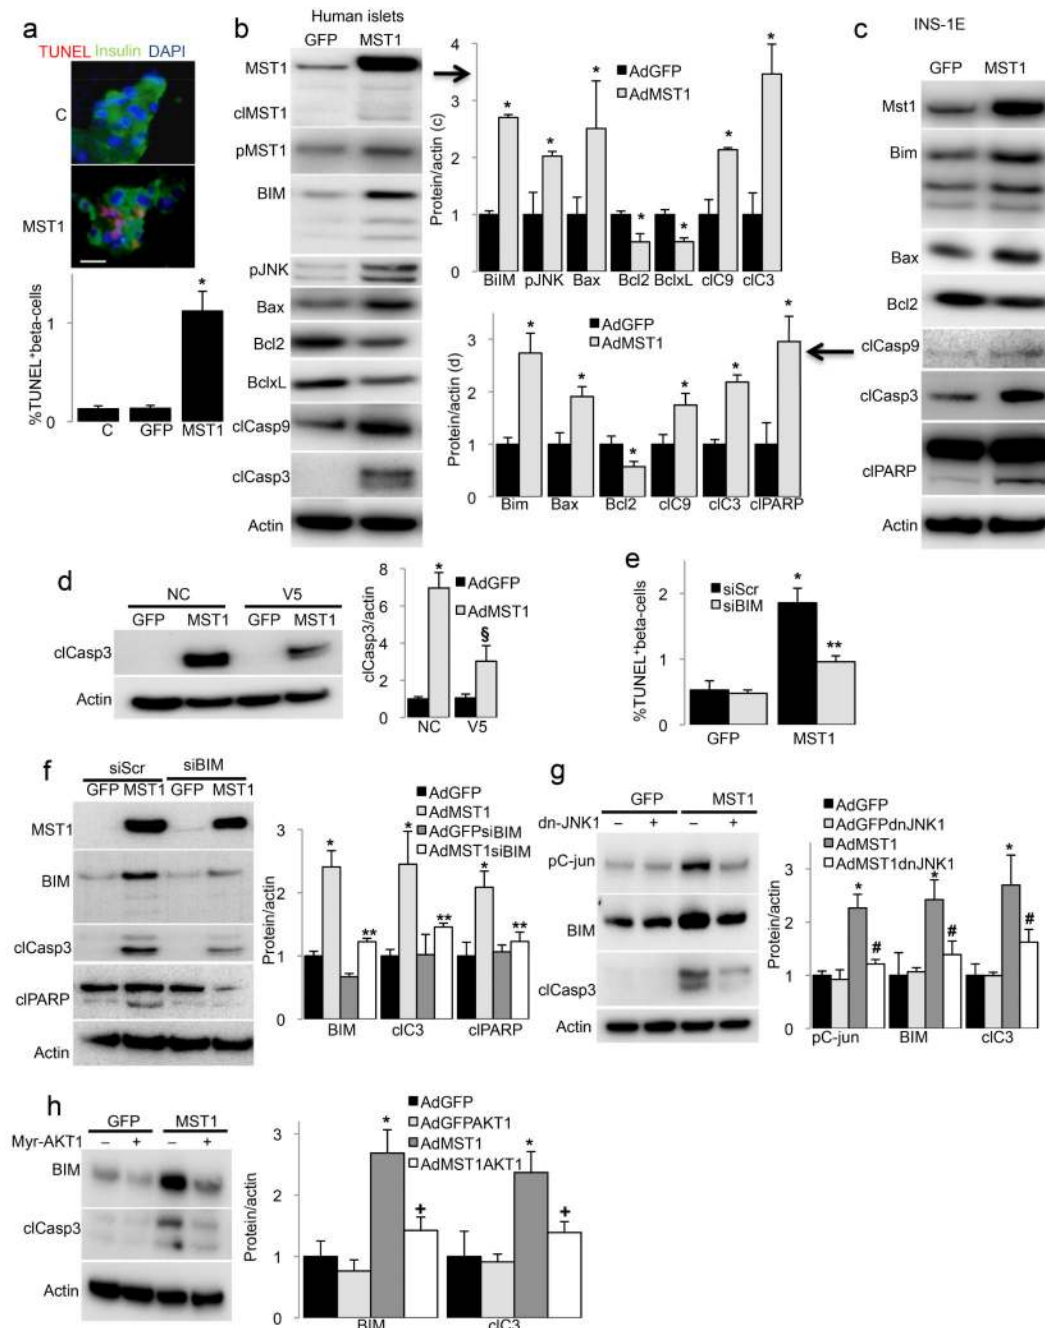 a
TUNEL Insulin DAPI
C
MST1
%TUNEL⁺beta-cells
1
0
*
C GFP MST1
b
Human islets
GFP MST1
MST1
clMST1
pMST1
BIM
pJNK
Bax
Bcl2
BclxL
clCasp9
clCasp3
Actin
Protein/actin (c)
4
2
1
0
AdGFP
AdMST1
* * * * * * *
BilM pJNK Bax Bcl2 BclxL clC9 clC3
Protein/actin (d)
3
2
1
0
AdGFP
AdMST1
* * * * * *
Bim Bax Bcl2 clC9 clC3 clPARP
c
INS-1E
GFP MST1
Mst1
Bim
Bax
Bcl2
clCasp9
clCasp3
clPARP
Actin
d
NC V5
GFP MST1 GFP MST1
clCasp3
Actin
clCasp3/actin
8
6
4
2
0
AdGFP
AdMST1
* §
NC V5
e
%TUNEL⁺beta-cells
2
1
0
siScr
siBIM
* **
GFP MST1
f
siScr siBIM
GFP MST1 GFP MST1
MST1
BIM
clCasp3
clPARP
Actin
Protein/actin
3
2
1
0
AdGFP
AdMST1
AdGFPsiBIM
AdMST1siBIM
* ** * ** * **
BIM clC3 clPARP
g
GFP MST1
dn-JNK1 – + – +
pC-jun
BIM
clCasp3
Actin
Protein/actin
3
2
1
0
AdGFP
AdGFPdnJNK1
AdMST1
AdMST1dnJNK1
* # * # * #
pC-jun BIM clC3
h
GFP MST1
Myr-AKT1 – + – +
BIM
clCasp3
Actin
Protein/actin
3
2
1
0
AdGFP
AdGFPAKT1
AdMST1
AdMST1AKT1
* + * +
BIM clC3